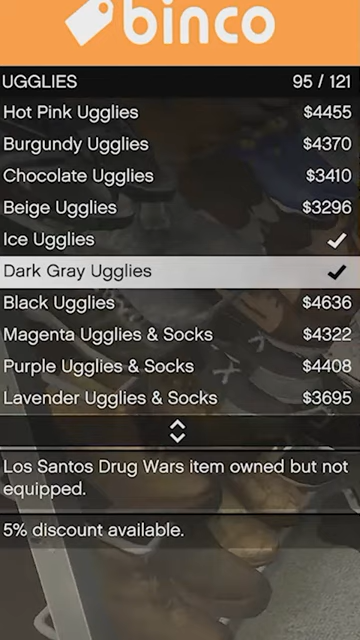 binco
UGGLIES 95 / 121
Hot Pink Ugglies $4455
Burgundy Ugglies $4370
Chocolate Ugglies $3410
Beige Ugglies $3296
Ice Ugglies
Dark Gray Ugglies
Black Ugglies $4636
Magenta Ugglies & Socks $4322
Purple Ugglies & Socks $4408
Lavender Ugglies & Socks $3695
Los Santos Drug Wars item owned but not
equipped.
5% discount available.